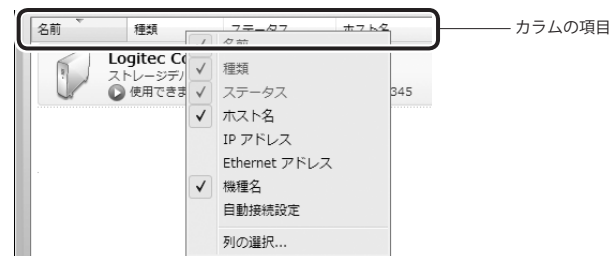 名前 種類 ステータス ホスト名
カラムの項目
Logitec
ストレージデ
使用できま
345
名前
種類
ステータス
ホスト名
IP アドレス
Ethernet アドレス
機種名
自動接続設定
列の選択...